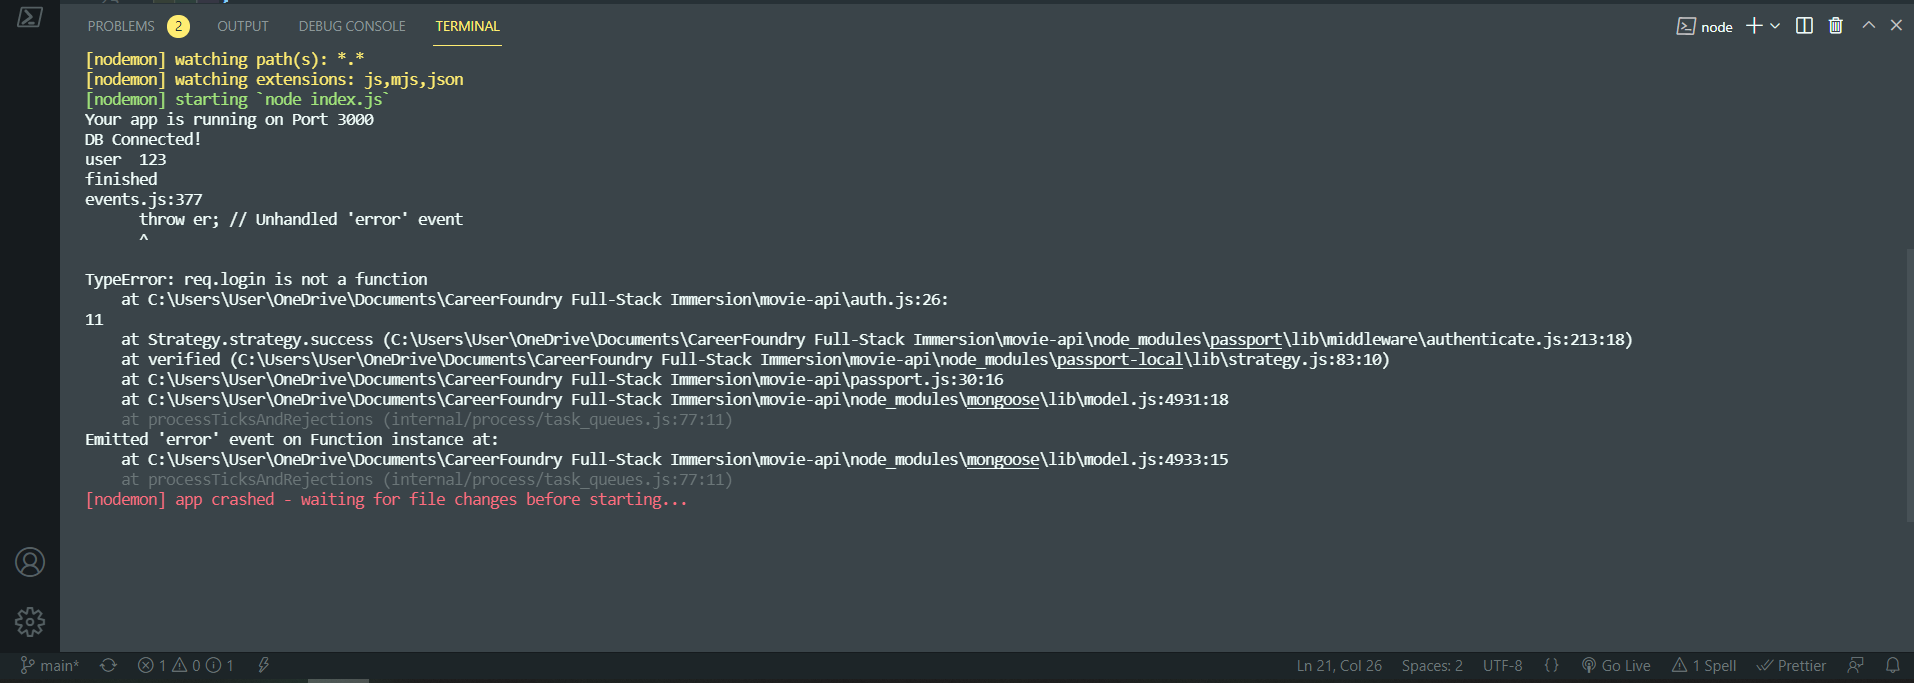 PROBLEMS 2 OUTPUT DEBUG CONSOLE TERMINAL node
[nodemon] watching path(s): *.*
[nodemon] watching extensions: js,mjs,json
[nodemon] starting `node index.js`
Your app is running on Port 3000
DB Connected!
user  123
finished
events.js:377
      throw er; // Unhandled 'error' event
      ^
TypeError: req.login is not a function
    at C:\Users\User\OneDrive\Documents\CareerFoundry Full-Stack Immersion\movie-api\auth.js:26:
11
    at Strategy.strategy.success (C:\Users\User\OneDrive\Documents\CareerFoundry Full-Stack Immersion\movie-api\node_modules\passport\lib\middleware\authenticate.js:213:18)
    at verified (C:\Users\User\OneDrive\Documents\CareerFoundry Full-Stack Immersion\movie-api\node_modules\passport-local\lib\strategy.js:83:10)
    at C:\Users\User\OneDrive\Documents\CareerFoundry Full-Stack Immersion\movie-api\passport.js:30:16
    at C:\Users\User\OneDrive\Documents\CareerFoundry Full-Stack Immersion\movie-api\node_modules\mongoose\lib\model.js:4931:18
    at processTicksAndRejections (internal/process/task_queues.js:77:11)
Emitted 'error' event on Function instance at:
    at C:\Users\User\OneDrive\Documents\CareerFoundry Full-Stack Immersion\movie-api\node_modules\mongoose\lib\model.js:4933:15
    at processTicksAndRejections (internal/process/task_queues.js:77:11)
[nodemon] app crashed - waiting for file changes before starting...
main* 1 0 1 Ln 21, Col 26 Spaces: 2 UTF-8 {} Go Live 1 Spell Prettier